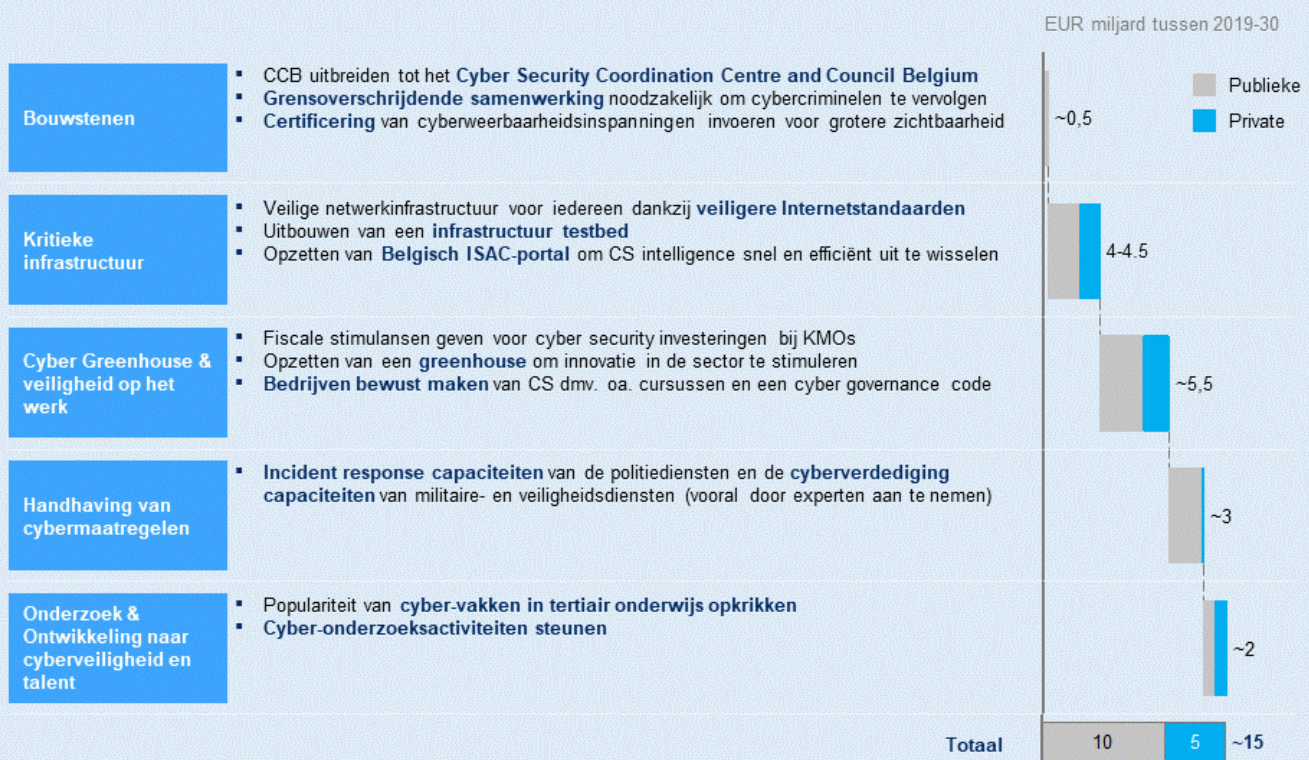 EUR miljard tussen 2019-30
Publieke
Private
Bouwstenen
▪ CCB uitbreiden tot het Cyber Security Coordination Centre and Council Belgium
▪ Grensoverschrijdende samenwerking noodzakelijk om cybercriminelen te vervolgen
▪ Certificering van cyberweerbaarheidsinspanningen invoeren voor grotere zichtbaarheid
~0,5
Kritieke
infrastructuur
▪ Veilige netwerkinfrastructuur voor iedereen dankzij veiligere Internetstandaarden
▪ Uitbouwen van een infrastructuur testbed
▪ Opzetten van Belgisch ISAC-portal om CS intelligence snel en efficiënt uit te wisselen
4-4.5
Cyber Greenhouse &
veiligheid op het
werk
▪ Fiscale stimulansen geven voor cyber security investeringen bij KMOs
▪ Opzetten van een greenhouse om innovatie in de sector te stimuleren
▪ Bedrijven bewust maken van CS dmv. oa. cursussen en een cyber governance code
~5,5
Handhaving van
cybermaatregelen
▪ Incident response capaciteiten van de politiediensten en de cyberverdediging
capaciteiten van militaire- en veiligheidsdiensten (vooral door experten aan te nemen)
~3
Onderzoek &
Ontwikkeling naar
cyberveiligheid en
talent
▪ Populariteit van cyber-vakken in tertiair onderwijs opkrikken
▪ Cyber-onderzoeksactiviteiten steunen
~2
Totaal
10
5
~15